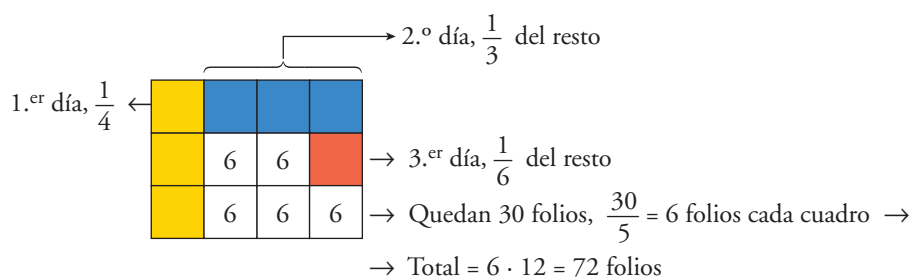 → 2.º día, 1/3 del resto
1.er día, 1/4 ←
6 6 → 3.er día, 1/6 del resto
6 6 6 → Quedan 30 folios, 30/5 = 6 folios cada cuadro →
→ Total = 6 · 12 = 72 folios